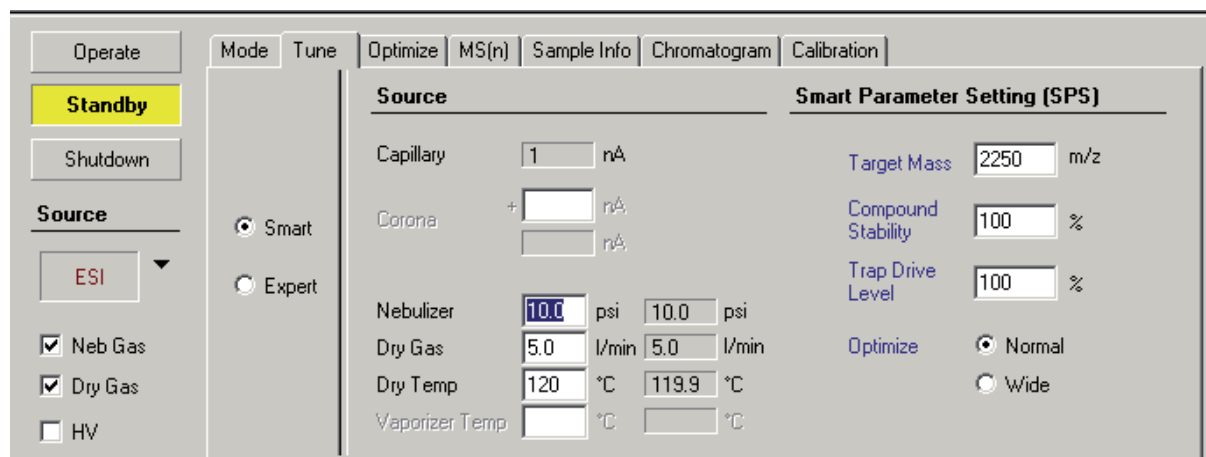 Operate
Standby
Shutdown
Source
ESI
Neb Gas
Dry Gas
HV
Mode Tune Optimize MS(n) Sample Info Chromatogram Calibration
Smart
Expert
Source
Capillary 1 nA
Corona + nA
nA
Nebulizer 10.0 psi 10.0 psi
Dry Gas 5.0 l/min 5.0 l/min
Dry Temp 120 °C 119.9 °C
Vaporizer Temp °C °C
Smart Parameter Setting (SPS)
Target Mass 2250 m/z
Compound
Stability 100 %
Trap Drive
Level 100 %
Optimize Normal
Wide